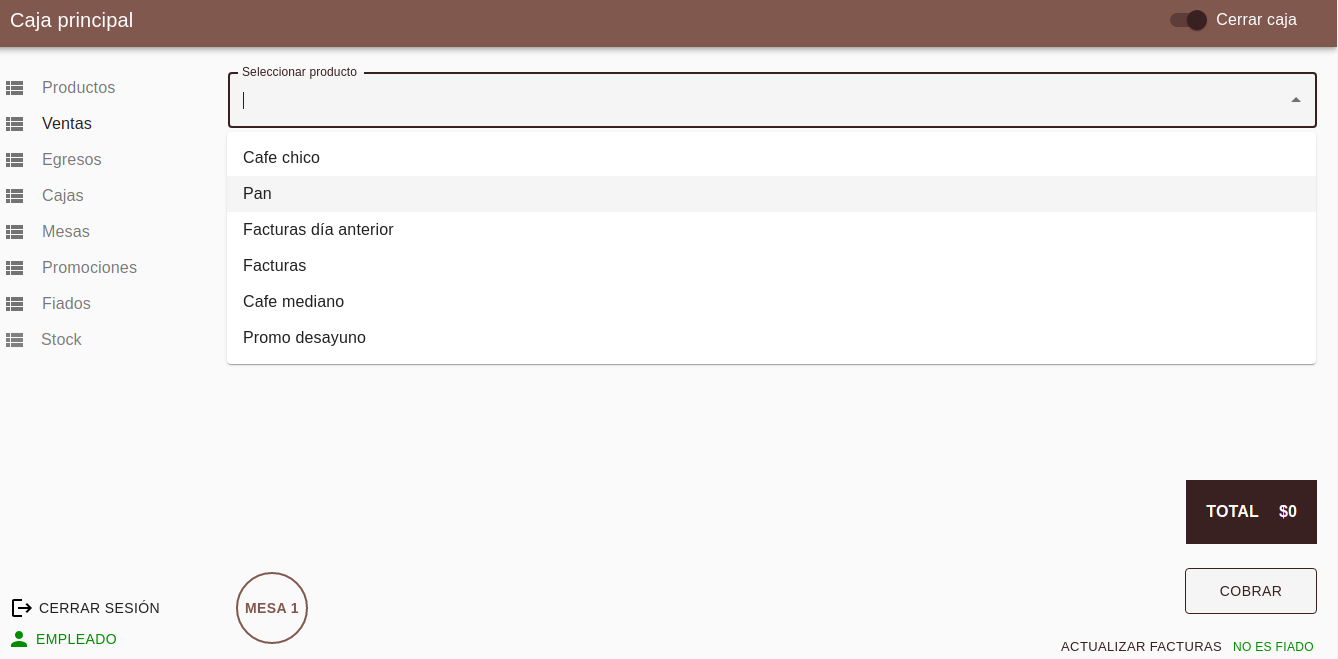 Caja principal
Cerrar caja
Productos
Ventas
Egresos
Cajas
Mesas
Promociones
Fiados
Stock
Seleccionar producto
Cafe chico
Pan
Facturas día anterior
Facturas
Cafe mediano
Promo desayuno
TOTAL $0
COBRAR
MESA 1
CERRAR SESIÓN
EMPLEADO
ACTUALIZAR FACTURAS NO ES FIADO